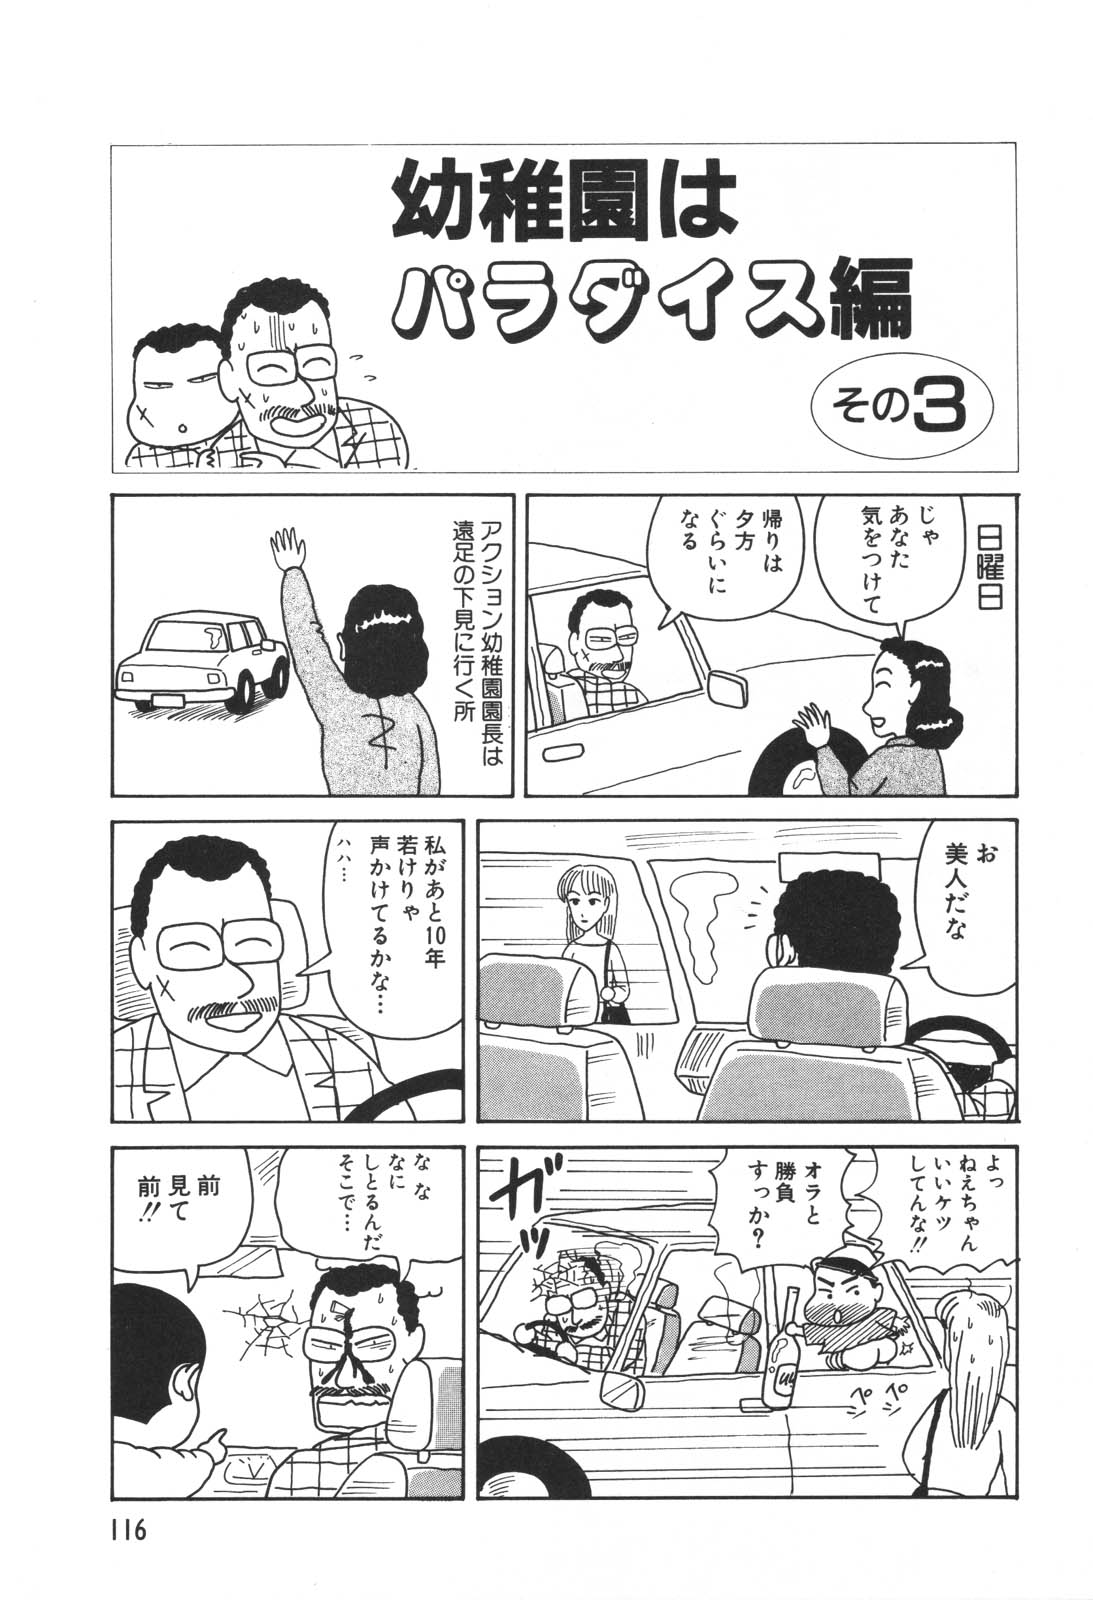 幼稚園は
パラダイス編
その3
日曜日
じゃ
あなた
気をつけて
帰りは
夕方
ぐらいに
なる
アクション幼稚園園長は
遠足の下見に行く所
お
美人だな
私があと10年
若けりゃ
声かけてるかな…
ハハ…
よっ
ねえちゃん
いいケツ
してんな!!
オラと
勝負
すっか?
ペペ
ペペ
ガッ
な な
なに
しとるんだ
そこで…
前
見て
前!!
116